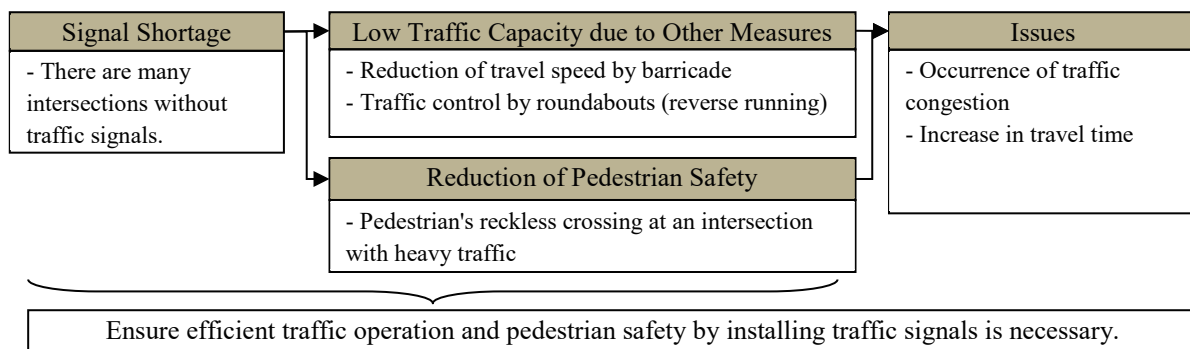 Signal Shortage
- There are many
intersections without
traffic signals.
Low Traffic Capacity due to Other Measures
- Reduction of travel speed by barricade
- Traffic control by roundabouts (reverse running)
Reduction of Pedestrian Safety
- Pedestrian's reckless crossing at an intersection
with heavy traffic
Issues
- Occurrence of traffic
congestion
- Increase in travel time
Ensure efficient traffic operation and pedestrian safety by installing traffic signals is necessary.